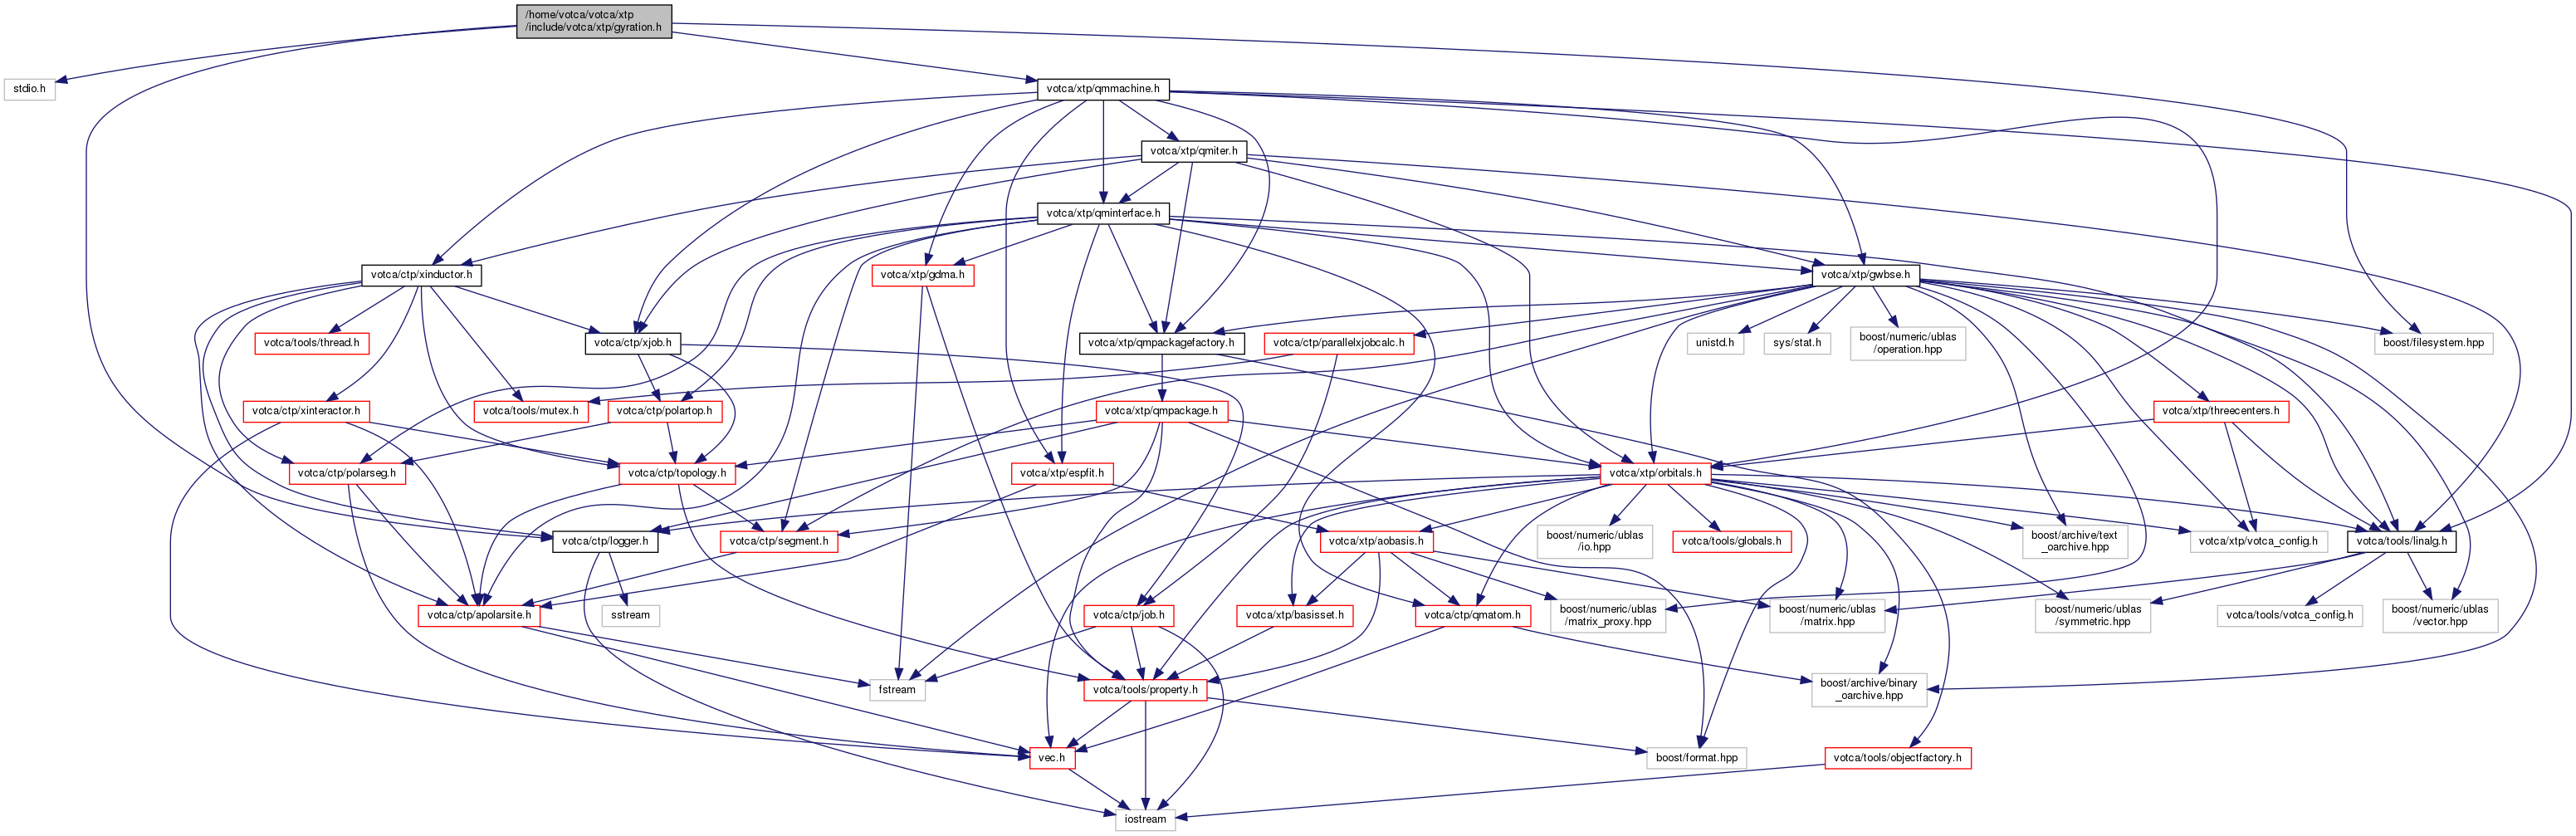 /home/votca/votca/xtp
/include/votca/xtp/gyration.h
stdio.h
votca/xtp/qmmachine.h
votca/xtp/qmiter.h
votca/xtp/qminterface.h
votca/ctp/xinductor.h
votca/xtp/gdma.h
votca/xtp/gwbse.h
votca/tools/thread.h
votca/ctp/xjob.h
votca/xtp/qmpackagefactory.h
votca/ctp/parallelxjobcalc.h
unistd.h
sys/stat.h
boost/numeric/ublas
/operation.hpp
boost/filesystem.hpp
votca/ctp/xinteractor.h
votca/tools/mutex.h
votca/ctp/polartop.h
votca/xtp/qmpackage.h
votca/xtp/threecenters.h
votca/ctp/polarseg.h
votca/ctp/topology.h
votca/xtp/espfit.h
votca/xtp/orbitals.h
votca/ctp/logger.h
votca/ctp/segment.h
votca/xtp/aobasis.h
boost/numeric/ublas
/io.hpp
votca/tools/globals.h
boost/archive/text
_oarchive.hpp
votca/xtp/votca_config.h
votca/tools/linalg.h
votca/ctp/apolarsite.h
sstream
votca/ctp/job.h
votca/xtp/basisset.h
votca/ctp/qmatom.h
boost/numeric/ublas
/matrix_proxy.hpp
boost/numeric/ublas
/matrix.hpp
boost/numeric/ublas
/symmetric.hpp
votca/tools/votca_config.h
boost/numeric/ublas
/vector.hpp
fstream
votca/tools/property.h
boost/archive/binary
_oarchive.hpp
vec.h
boost/format.hpp
votca/tools/objectfactory.h
iostream